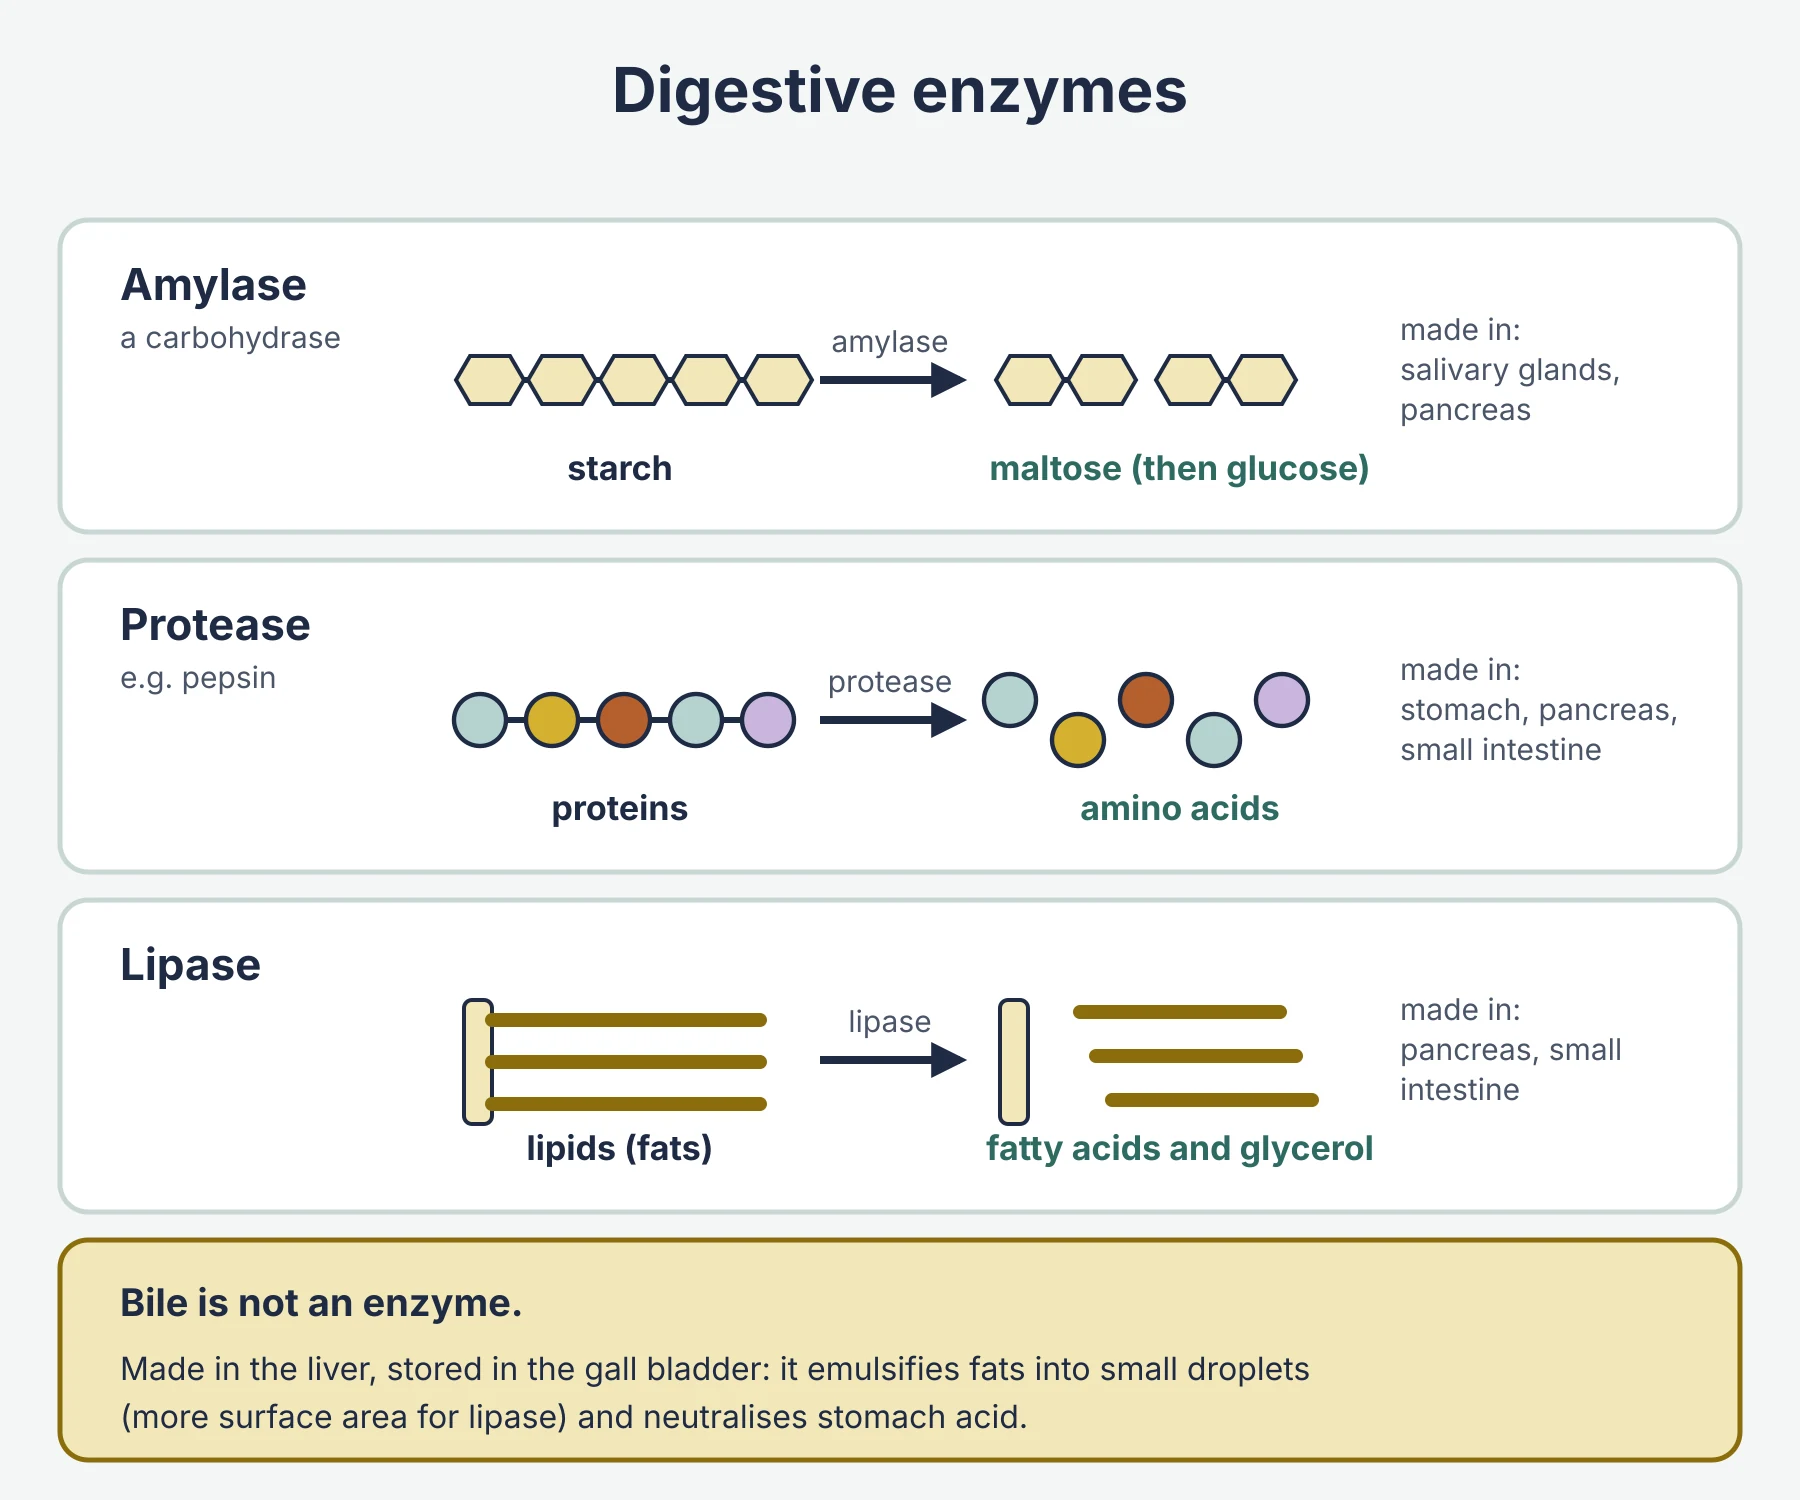 Digestive enzymes
Amylase
a carbohydrase
amylase
starch
maltose (then glucose)
made in:
salivary glands,
pancreas
Protease
e.g. pepsin
protease
proteins
amino acids
made in:
stomach, pancreas,
small intestine
Lipase
lipase
lipids (fats)
fatty acids and glycerol
made in:
pancreas, small
intestine
Bile is not an enzyme.
Made in the liver, stored in the gall bladder: it emulsifies fats into small droplets
(more surface area for lipase) and neutralises stomach acid.